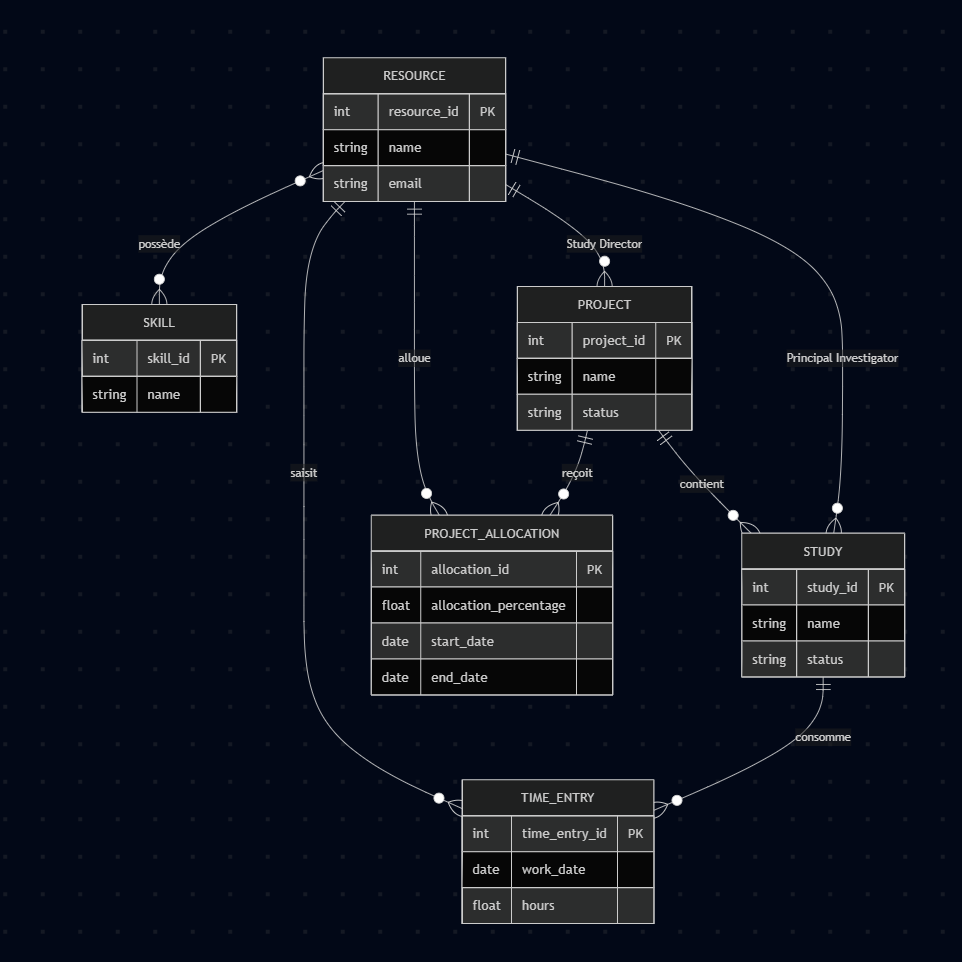 RESOURCE
int resource_id PK
string name
string email
possède
Study Director
SKILL
int skill_id PK
string name
PROJECT
int project_id PK
string name
string status
alloue
Principal Investigator
saisit
reçoit
contient
PROJECT_ALLOCATION
int allocation_id PK
float allocation_percentage
date start_date
date end_date
STUDY
int study_id PK
string name
string status
consomme
TIME_ENTRY
int time_entry_id PK
date work_date
float hours